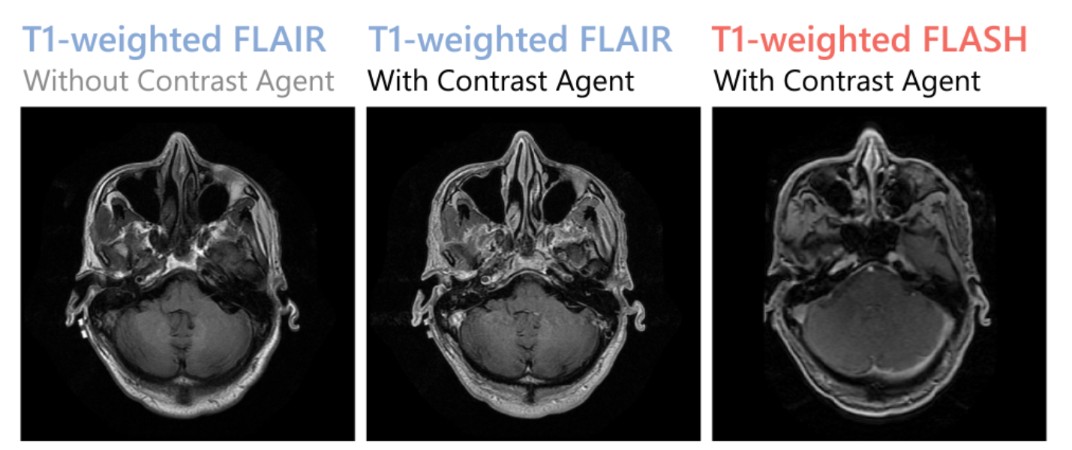 T1-weighted FLAIR
Without Contrast Agent
T1-weighted FLAIR
With Contrast Agent
T1-weighted FLASH
With Contrast Agent